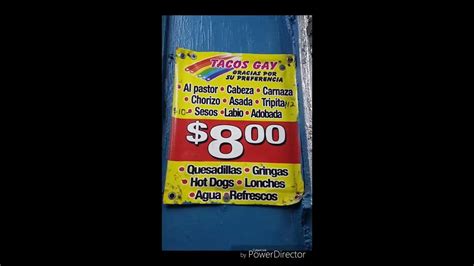 TACOS GAY
GRACIAS POR
SU PREFERENCIA
• Al pastor • Cabeza • Carnaza
• Chorizo • Asada • Tripita
• Sesos • Labio • Adobada
$8.00
• Quesadillas • Gringas
• Hot Dogs • Lonches
• Agua • Refrescos
by PowerDirector